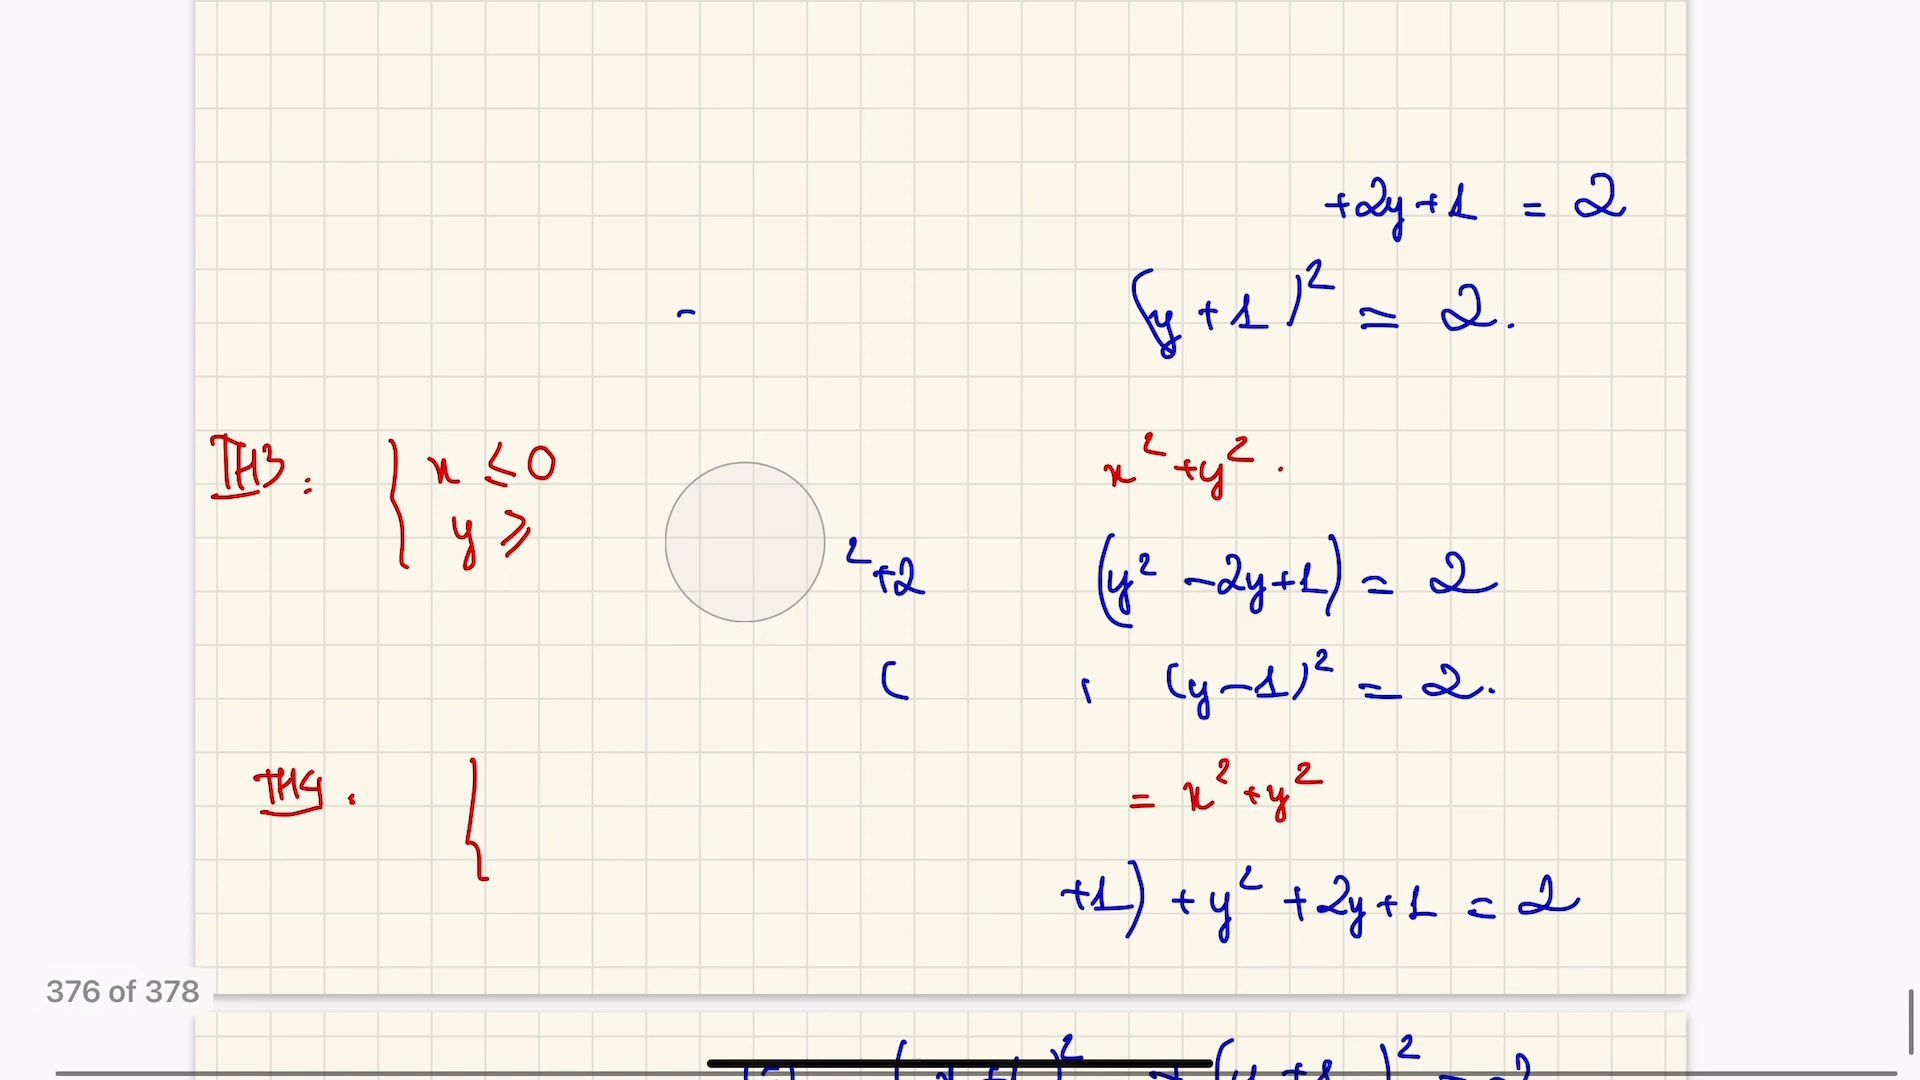 +2y+1 = 2
(y+1)² = 2.
TH3: { x ≤ 0
y ≥
x²+y².
²+2 (y²-2y+1) = 2
( (y-1)² = 2.
TH4. {
= x²+y²
+1) + y² + 2y+1 = 2
376 of 378